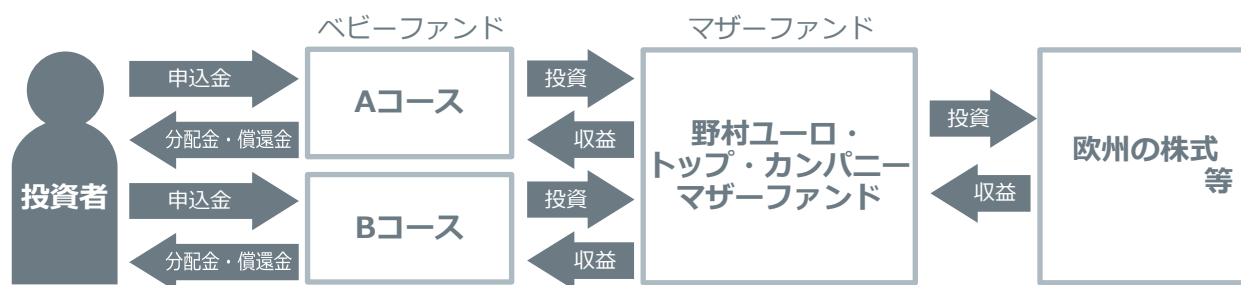 ベビーファンド
マザーファンド
投資者
申込金
分配金・償還金
申込金
分配金・償還金
Aコース
Bコース
投資
収益
投資
収益
野村ユーロ・
トップ・カンパニー
マザーファンド
投資
収益
欧州の株式
等